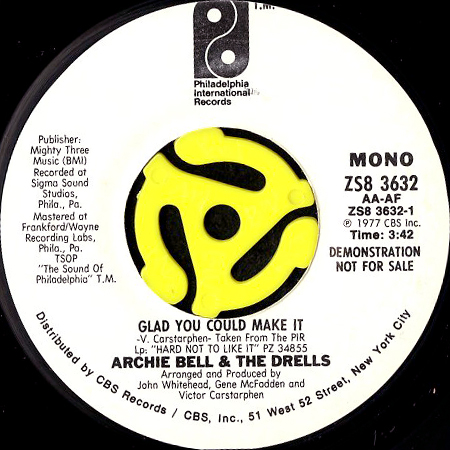 T.M.
Philadelphia
International
Records
Publisher:
Mighty Three
Music (BMI)
Recorded at
Sigma Sound
Studios,
Phila., Pa.
Mastered at
Frankford/Wayne
Recording Labs,
Phila., Pa.
TSOP
"The Sound Of
Philadelphia" T.M.
MONO
ZS8 3632
AA-AF
ZS8 3632-1
℗ 1977 CBS Inc.
Time: 3:42
DEMONSTRATION
NOT FOR SALE
GLAD YOU COULD MAKE IT
-V. Carstarphen- Taken From The PIR
Lp: "HARD NOT TO LIKE IT" PZ 34855
ARCHIE BELL & THE DRELLS
Arranged and Produced by
John Whitehead, Gene McFadden and
Victor Carstarphen
Distributed by CBS Records / CBS, Inc., 51 West 52 Street, New York City